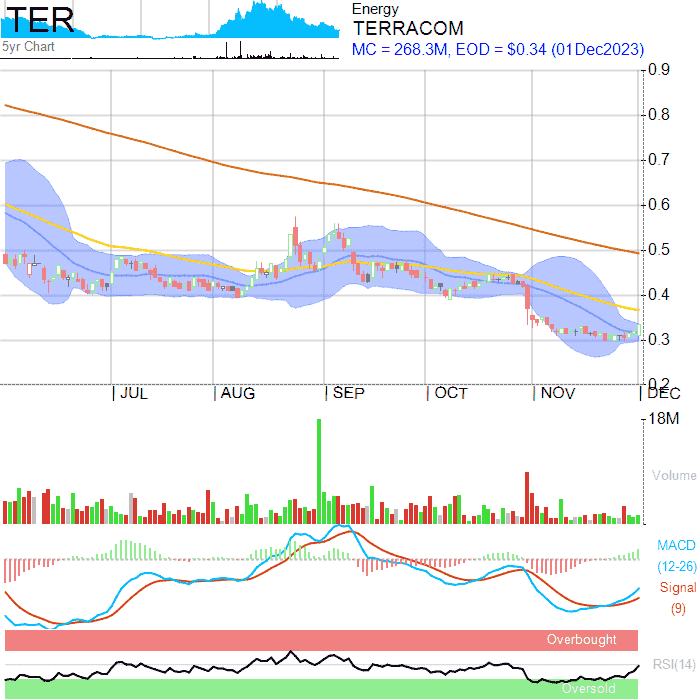 TER
5yr Chart
Energy
TERRACOM
MC = 268.3M, EOD = $0.34 (01Dec2023)
0.9
0.8
0.7
0.6
0.5
0.4
0.3
0.2
JUL AUG SEP OCT NOV DEC
18M
Volume
MACD
(12-26)
Signal
(9)
Overbought
RSI(14)
Oversold